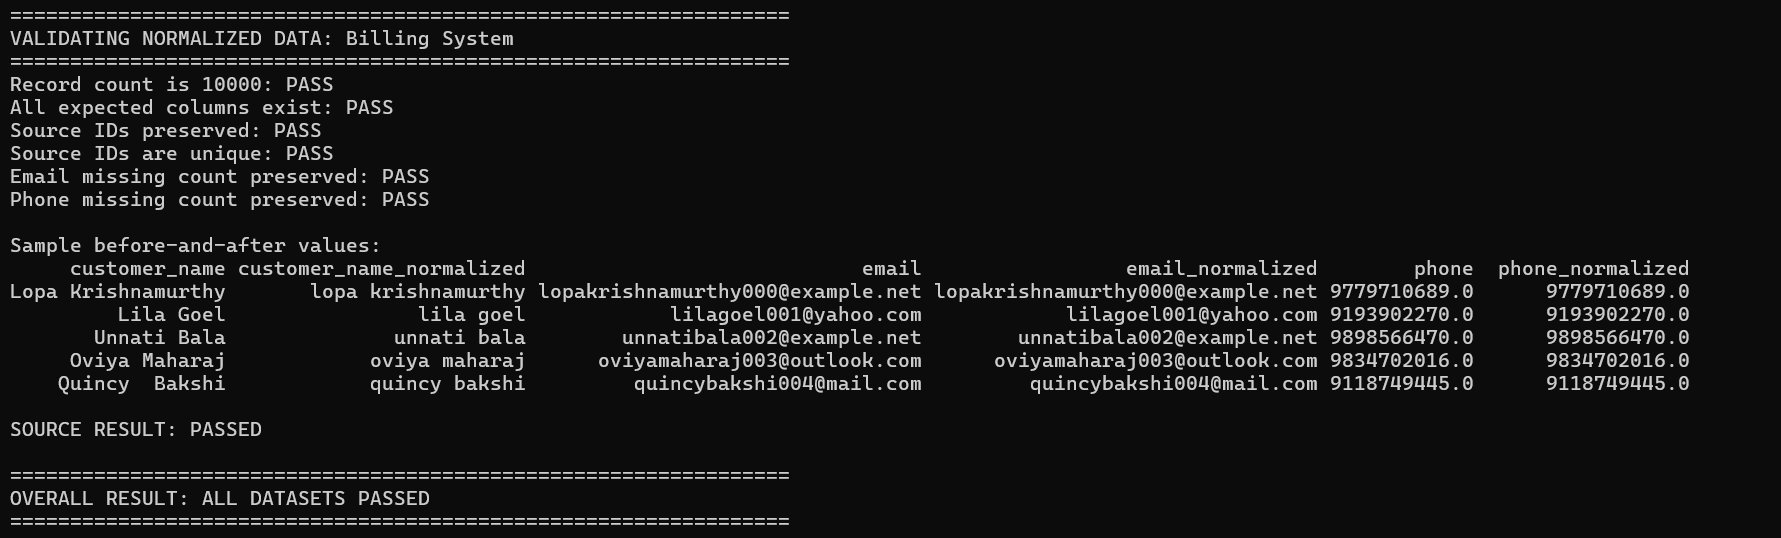 =================================================================
VALIDATING NORMALIZED DATA: Billing System
=================================================================
Record count is 10000: PASS
All expected columns exist: PASS
Source IDs preserved: PASS
Source IDs are unique: PASS
Email missing count preserved: PASS
Phone missing count preserved: PASS

Sample before-and-after values:
     customer_name customer_name_normalized                            email                 email_normalized        phone  phone_normalized
Lopa Krishnamurthy       lopa krishnamurthy lopakrishnamurthy000@example.net lopakrishnamurthy000@example.net 9779710689.0      9779710689.0
         Lila Goel                lila goel            lilagoel001@yahoo.com            lilagoel001@yahoo.com 9193902270.0      9193902270.0
       Unnati Bala              unnati bala        unnatibala002@example.net        unnatibala002@example.net 9898566470.0      9898566470.0
     Oviya Maharaj            oviya maharaj      oviyamaharaj003@outlook.com      oviyamaharaj003@outlook.com 9834702016.0      9834702016.0
    Quincy  Bakshi            quincy bakshi         quincybakshi004@mail.com         quincybakshi004@mail.com 9118749445.0      9118749445.0

SOURCE RESULT: PASSED

=================================================================
OVERALL RESULT: ALL DATASETS PASSED
=================================================================